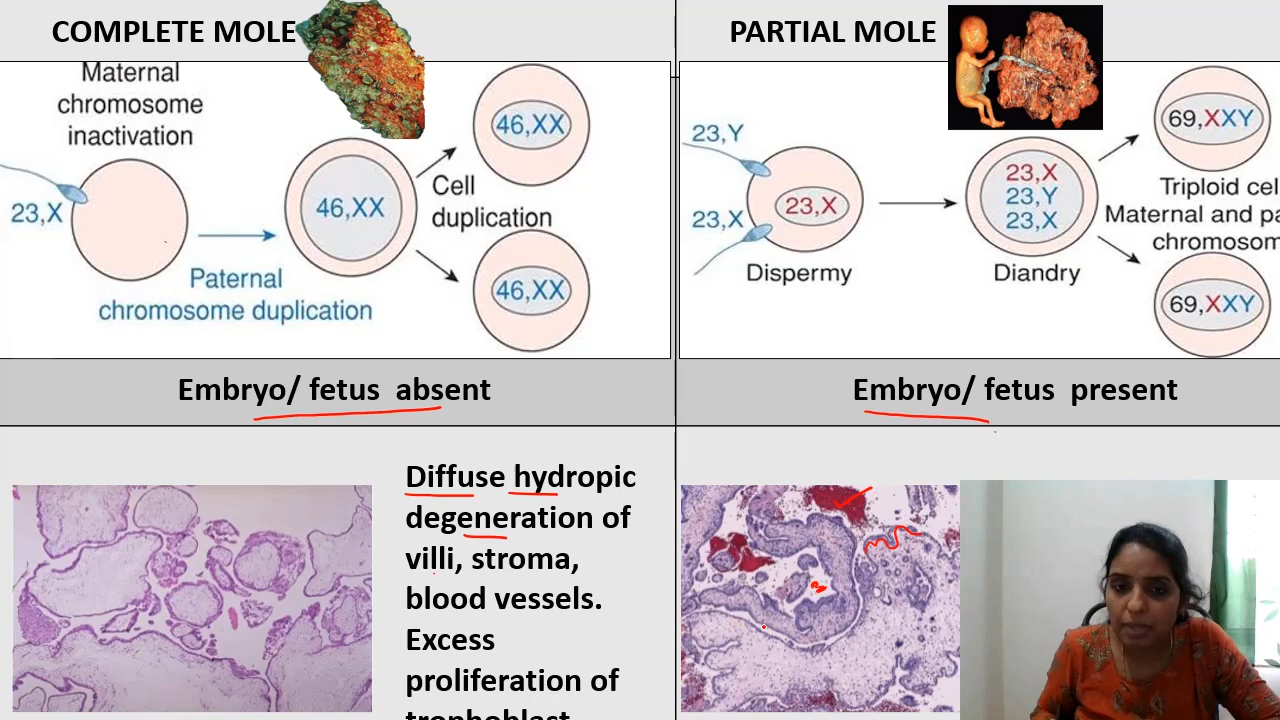 COMPLETE MOLE
Maternal
chromosome
inactivation
23,X
Paternal
chromosome duplication
46,XX
Cell
duplication
46,XX
46,XX
Embryo/ fetus absent
Diffuse hydropic
degeneration of
villi, stroma,
blood vessels.
Excess
proliferation of
trophoblast
PARTIAL MOLE
23,Y
23,X
23,X
Dispermy
23,X
23,Y
23,X
Diandry
69,XXY
Triploid cel
Maternal and pa
chromosom
69,XXY
Embryo/ fetus present